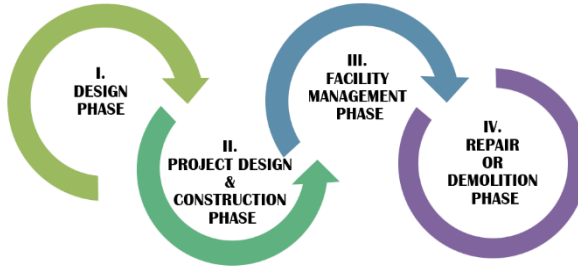 I.
DESIGN
PHASE
II.
PROJECT DESIGN
&
CONSTRUCTION
PHASE
III.
FACILITY
MANAGEMENT
PHASE
IV.
REPAIR
OR
DEMOLITION
PHASE